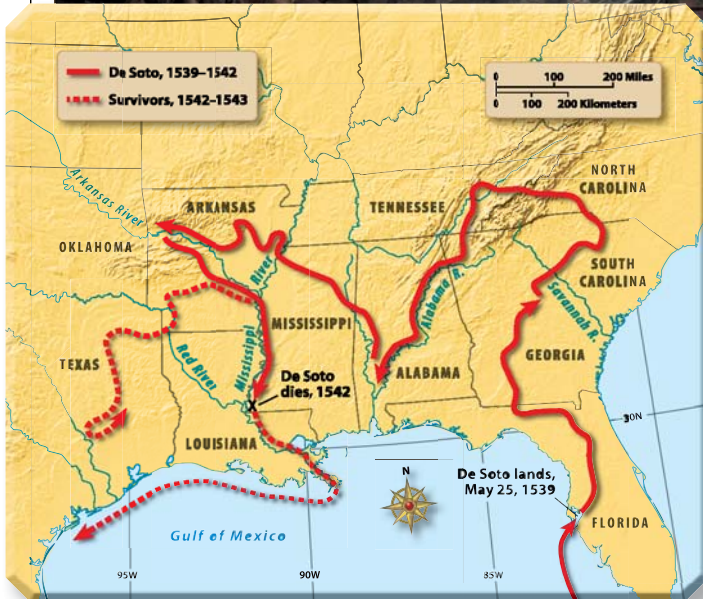 De Soto, 1539–1542
Survivors, 1542–1543
0 100 200 Miles
0 100 200 Kilometers
NORTH
CAROLINA
Arkansas River
ARKANSAS
TENNESSEE
OKLAHOMA
SOUTH
CAROLINA
Mississippi River
Alabama R.
Savannah R.
MISSISSIPPI
GEORGIA
TEXAS
Red River
ALABAMA
De Soto
dies, 1542
X
30N
LOUISIANA
N
De Soto lands,
May 25, 1539
FLORIDA
Gulf of Mexico
95W
90W
85W